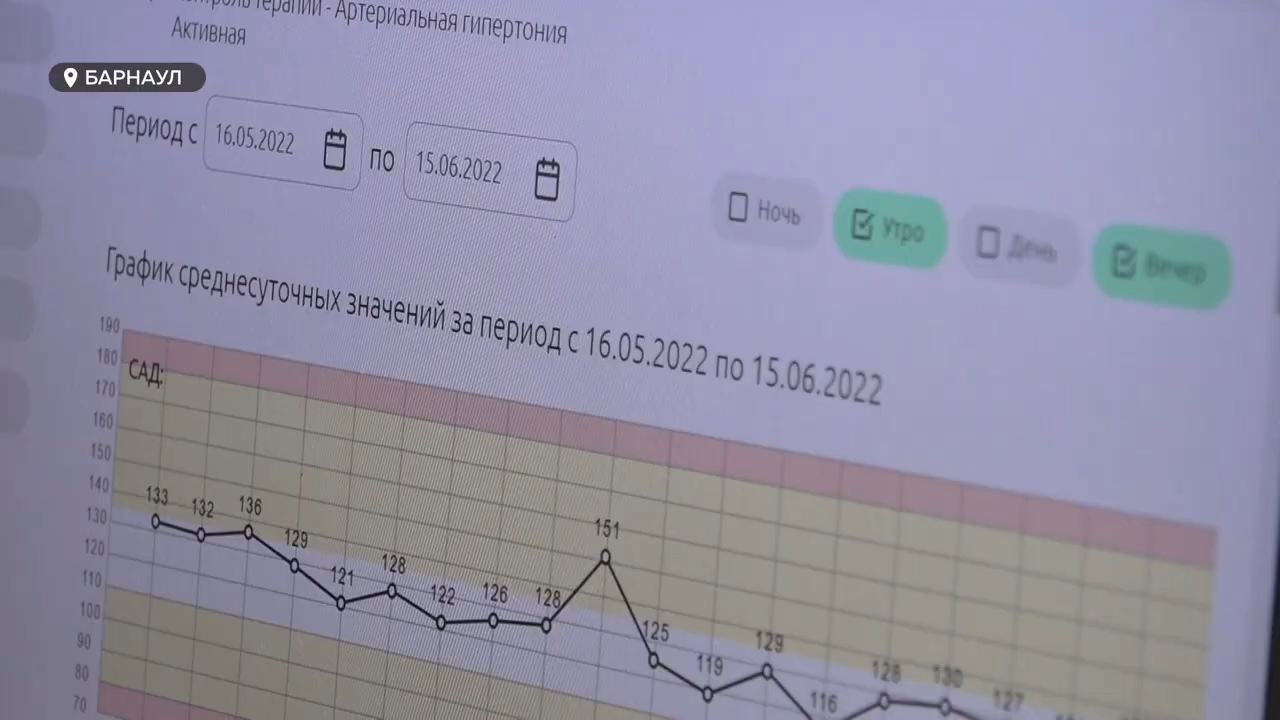 терапии - Артериальная гипертония
Активная
БАРНАУЛ
Период с 16.05.2022 по 15.06.2022
Ночь Утро День Вечер
График среднесуточных значений за период с 16.05.2022 по 15.06.2022
190
180
САД:
170
160
150
140
130
120
110
100
90
80
70
133 132 136 129 121 128 122 126 128 151 125 119 129 116 128 130 127